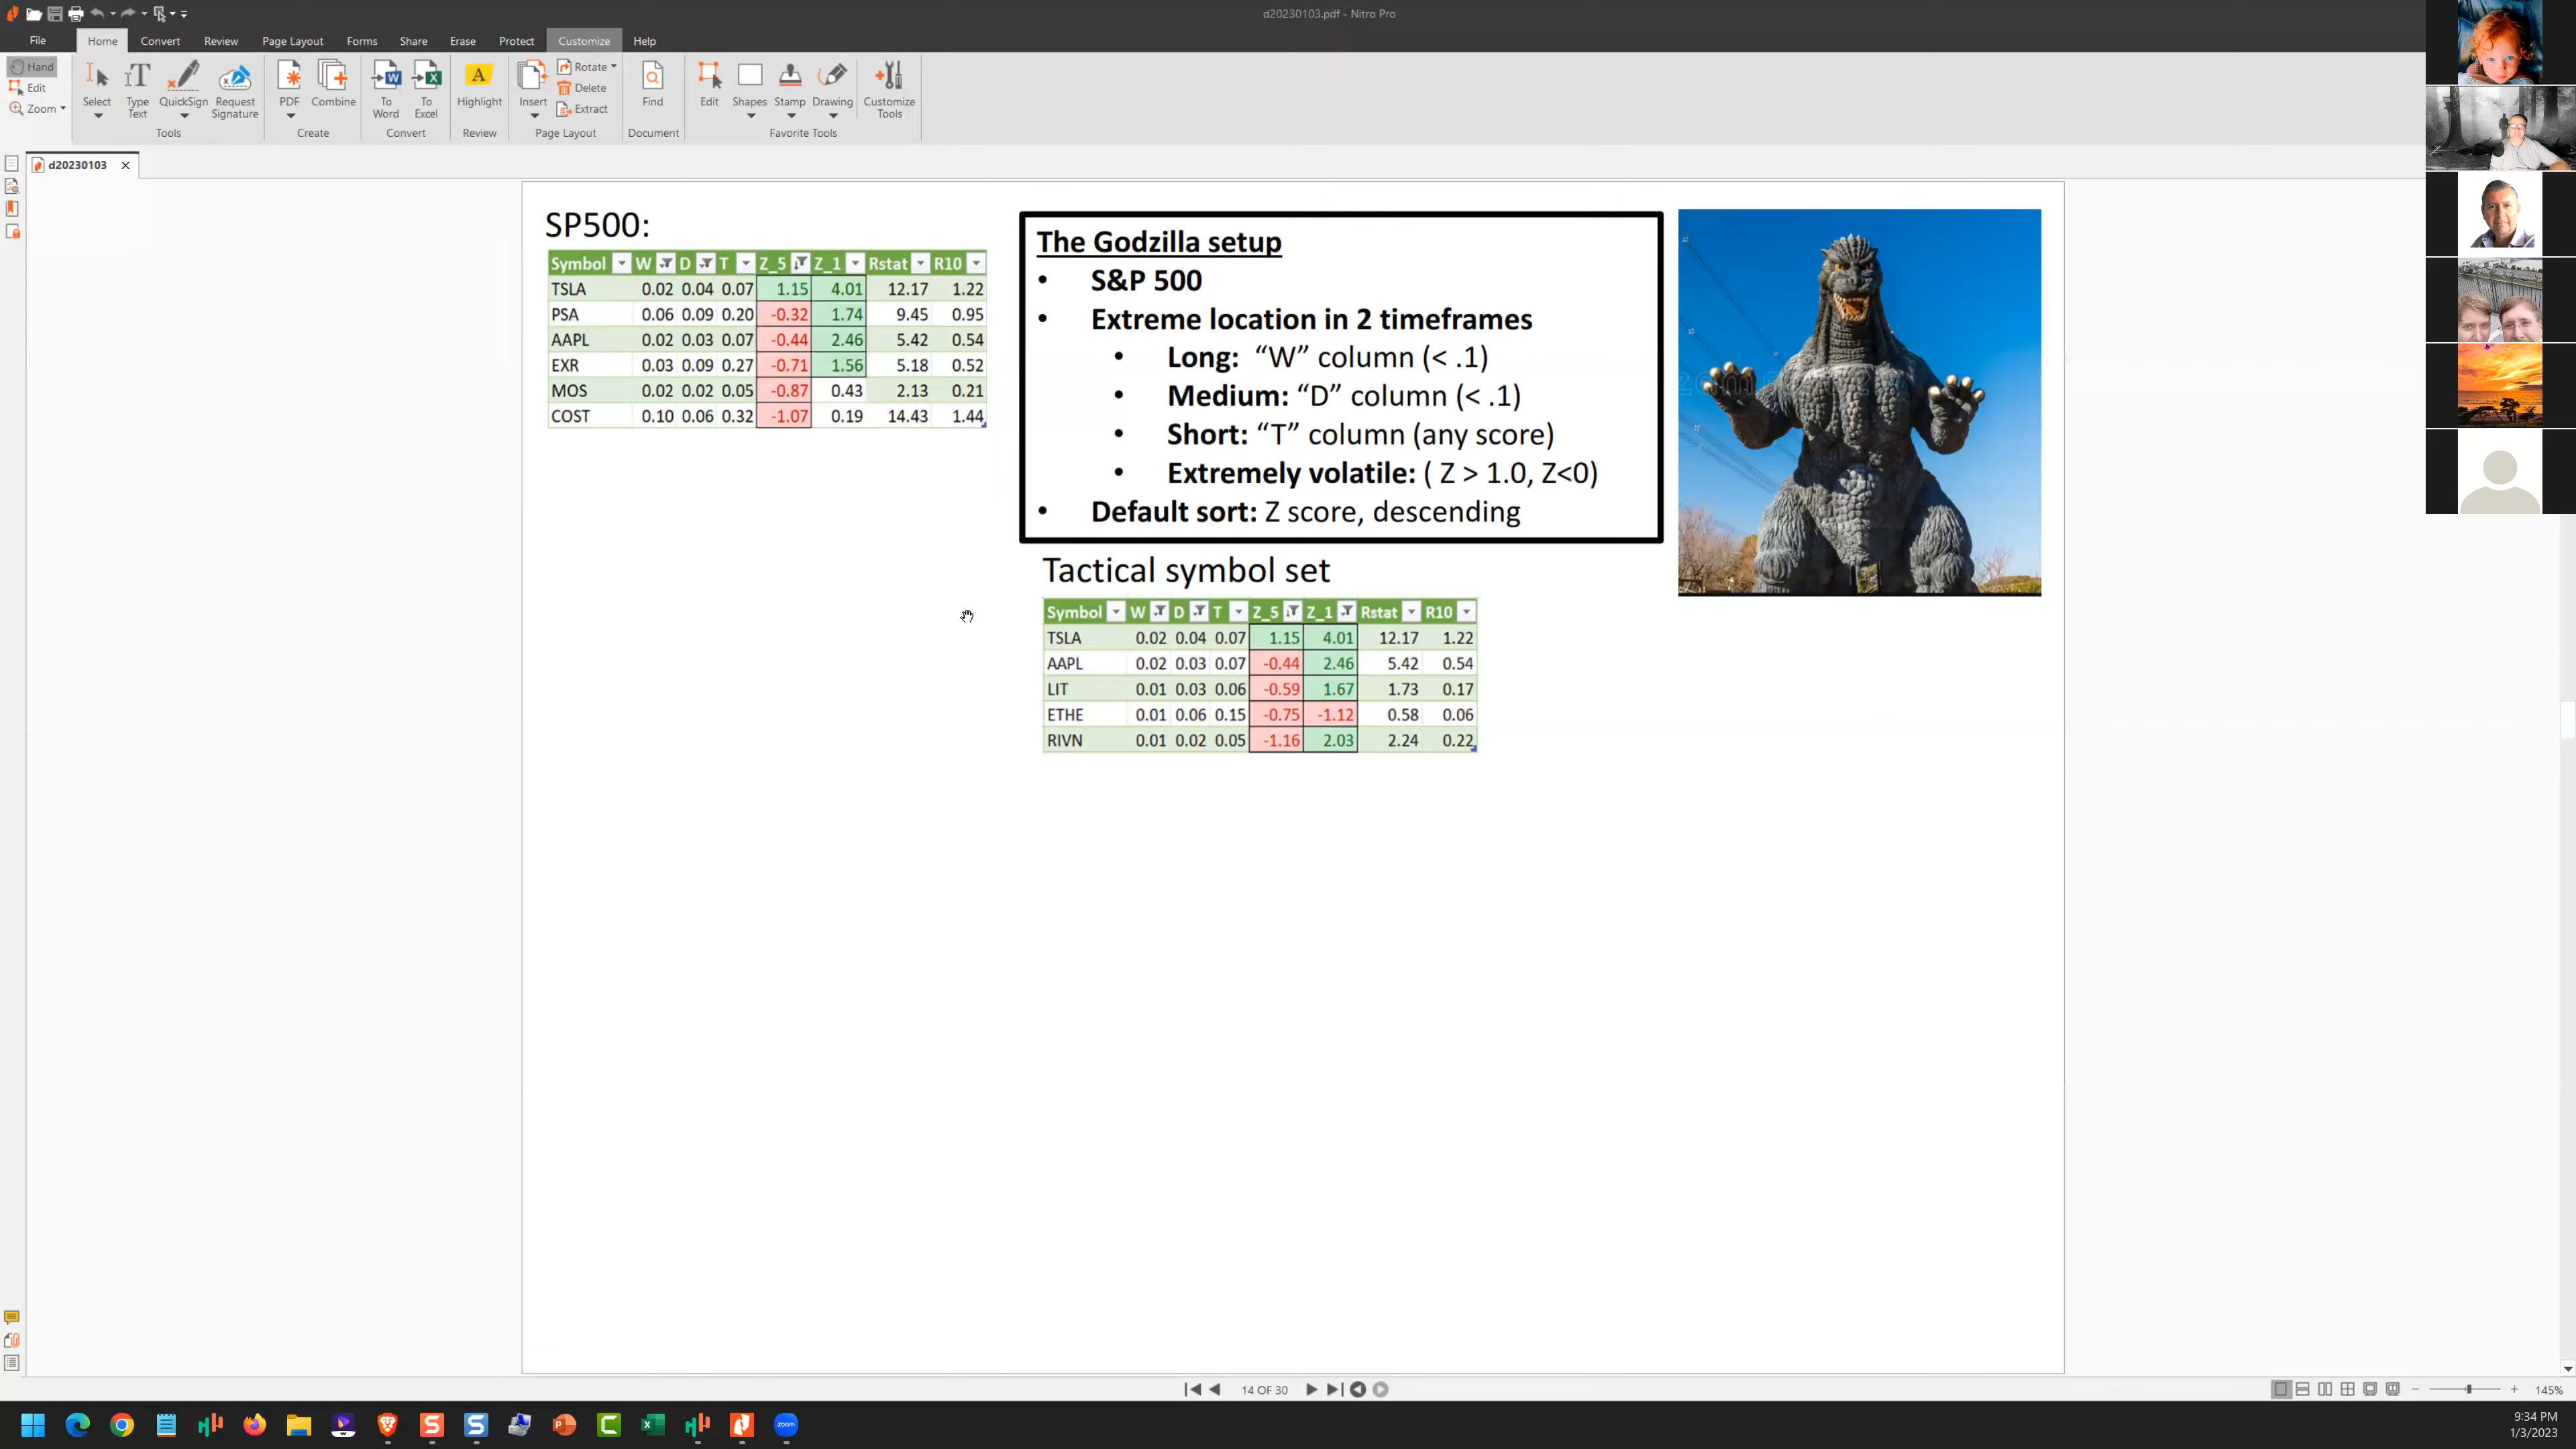 d20230103.pdf - Nitro Pro
File Home Convert Review Page Layout Forms Share Erase Protect Customize Help
Hand
Edit
Zoom
Select
Type Text
QuickSign
Request Signature
Tools
PDF
Combine
Create
To Word
To Excel
Convert
Highlight
Review
Insert
Rotate
Delete
Extract
Page Layout
Find
Document
Edit
Shapes
Stamp
Drawing
Customize Tools
Favorite Tools
d20230103
SP500:
Symbol W D T Z_5 Z_1 Rstat R10
TSLA 0.02 0.04 0.07 1.15 4.01 12.17 1.22
PSA 0.06 0.09 0.20 -0.32 1.74 9.45 0.95
AAPL 0.02 0.03 0.07 -0.44 2.46 5.42 0.54
EXR 0.03 0.09 0.27 -0.71 1.56 5.18 0.52
MOS 0.02 0.02 0.05 -0.87 0.43 2.13 0.21
COST 0.10 0.06 0.32 -1.07 0.19 14.43 1.44
The Godzilla setup
• S&P 500
• Extreme location in 2 timeframes
• Long: “W” column (< .1)
• Medium: “D” column (< .1)
• Short: “T” column (any score)
• Extremely volatile: ( Z > 1.0, Z<0)
• Default sort: Z score, descending
Tactical symbol set
Symbol W D T Z_5 Z_1 Rstat R10
TSLA 0.02 0.04 0.07 1.15 4.01 12.17 1.22
AAPL 0.02 0.03 0.07 -0.44 2.46 5.42 0.54
LIT 0.01 0.03 0.06 -0.59 1.67 1.73 0.17
ETHE 0.01 0.06 0.15 -0.75 -1.12 0.58 0.06
RIVN 0.01 0.02 0.05 -1.16 2.03 2.24 0.22
14 OF 30
145%
zoom
9:34 PM
1/3/2023